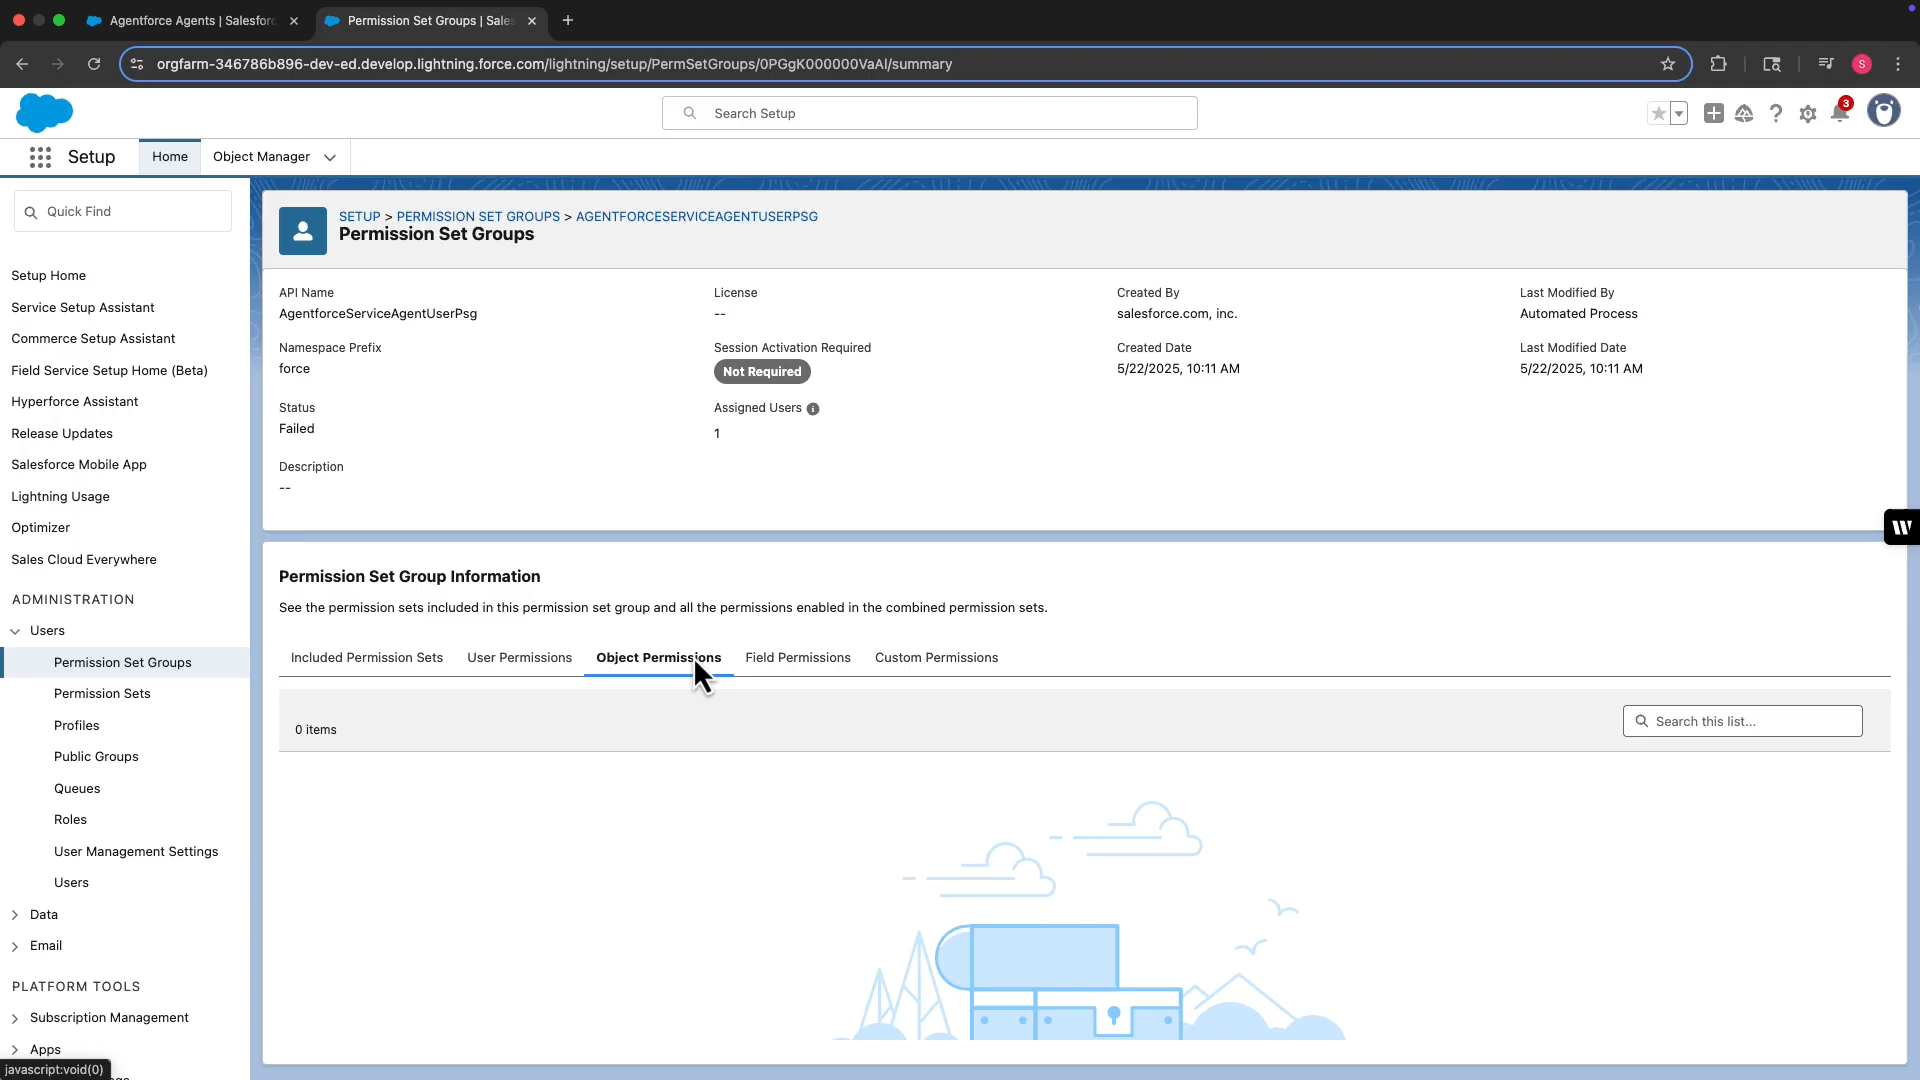 Agentforce Agents | Salesforc
Permission Set Groups | Sales
orgfarm-346786b896-dev-ed.develop.lightning.force.com/lightning/setup/PermSetGroups/0PGgK000000VaAI/summary
S
Search Setup
3
Setup
Home
Object Manager
Quick Find
Setup Home
Service Setup Assistant
Commerce Setup Assistant
Field Service Setup Home (Beta)
Hyperforce Assistant
Release Updates
Salesforce Mobile App
Lightning Usage
Optimizer
Sales Cloud Everywhere
ADMINISTRATION
Users
Permission Set Groups
Permission Sets
Profiles
Public Groups
Queues
Roles
User Management Settings
Users
Data
Email
PLATFORM TOOLS
Subscription Management
Apps
javascript:void(0)
SETUP > PERMISSION SET GROUPS > AGENTFORCESERVICEAGENTUSERPSG
Permission Set Groups
API Name
AgentforceServiceAgentUserPsg
License
--
Created By
salesforce.com, inc.
Last Modified By
Automated Process
Namespace Prefix
force
Session Activation Required
Not Required
Created Date
5/22/2025, 10:11 AM
Last Modified Date
5/22/2025, 10:11 AM
Status
Failed
Assigned Users
1
Description
--
Permission Set Group Information
See the permission sets included in this permission set group and all the permissions enabled in the combined permission sets.
Included Permission Sets
User Permissions
Object Permissions
Field Permissions
Custom Permissions
0 items
Search this list...